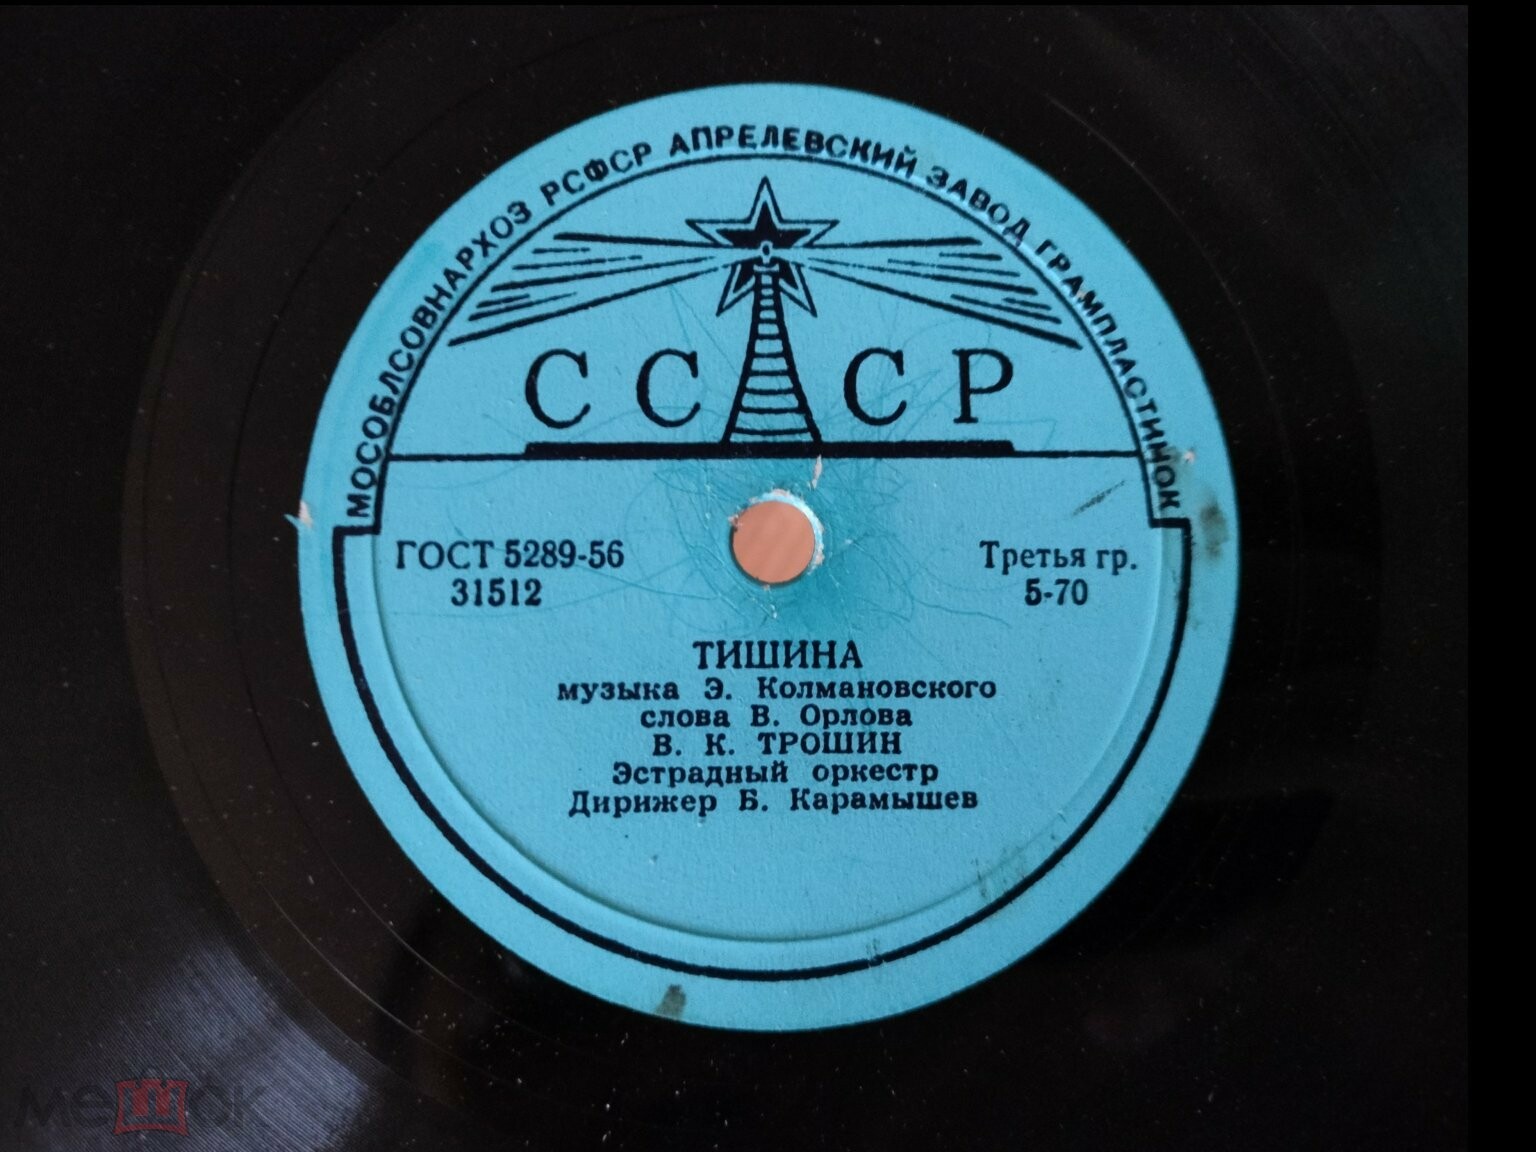 МОСОБЛСОВНАРХОЗ РСФСР АПРЕЛЕВСКИЙ ЗАВОД ГРАМПЛАСТИНОК
СССР
ГОСТ 5289-56
31512
Третья гр.
5-70
ТИШИНА
музыка Э. Колмановского
слова В. Орлова
В. К. ТРОШИН
Эстрадный оркестр
Дирижер Б. Карамышев
мешок